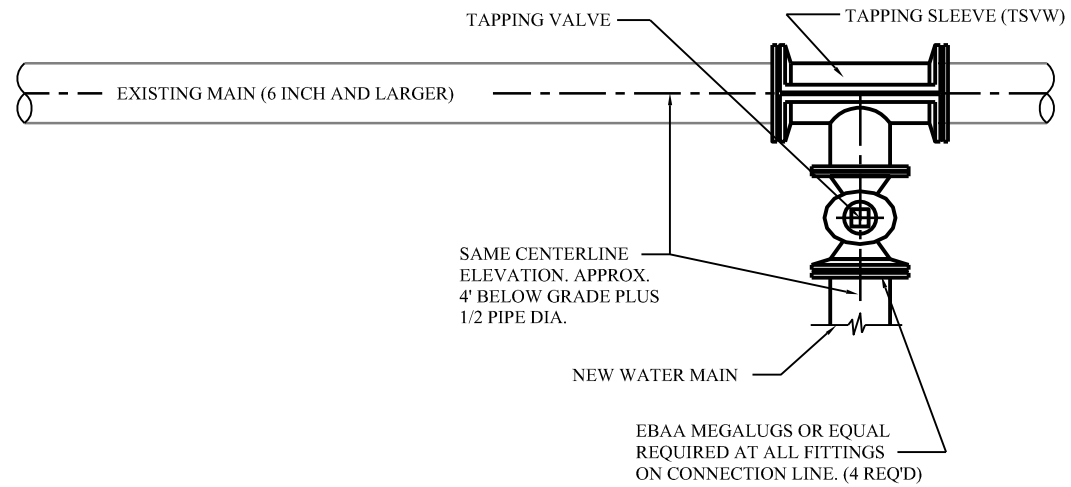 TAPPING VALVE
TAPPING SLEEVE (TSVW)
EXISTING MAIN (6 INCH AND LARGER)
SAME CENTERLINE
ELEVATION. APPROX.
4' BELOW GRADE PLUS
1/2 PIPE DIA.
NEW WATER MAIN
EBAA MEGALUGS OR EQUAL
REQUIRED AT ALL FITTINGS
ON CONNECTION LINE. (4 REQ'D)